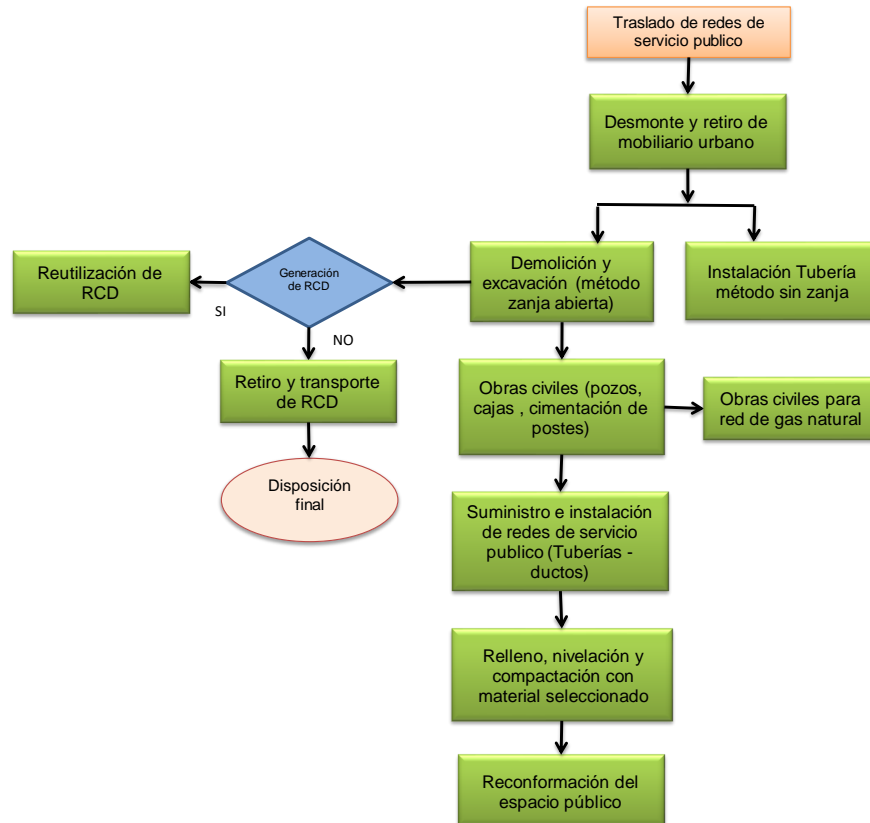 Traslado de redes de
servicio publico
Desmonte y retiro de
mobiliario urbano
Reutilización de
RCD
SI
Generación
de RCD
NO
Demolición y
excavación (método
zanja abierta)
Instalación Tubería
método sin zanja
Retiro y transporte
de RCD
Obras civiles (pozos,
cajas , cimentación de
postes)
Obras civiles para
red de gas natural
Disposición
final
Suministro e instalación
de redes de servicio
publico (Tuberías -
ductos)
Relleno, nivelación y
compactación con
material seleccionado
Reconformación del
espacio público